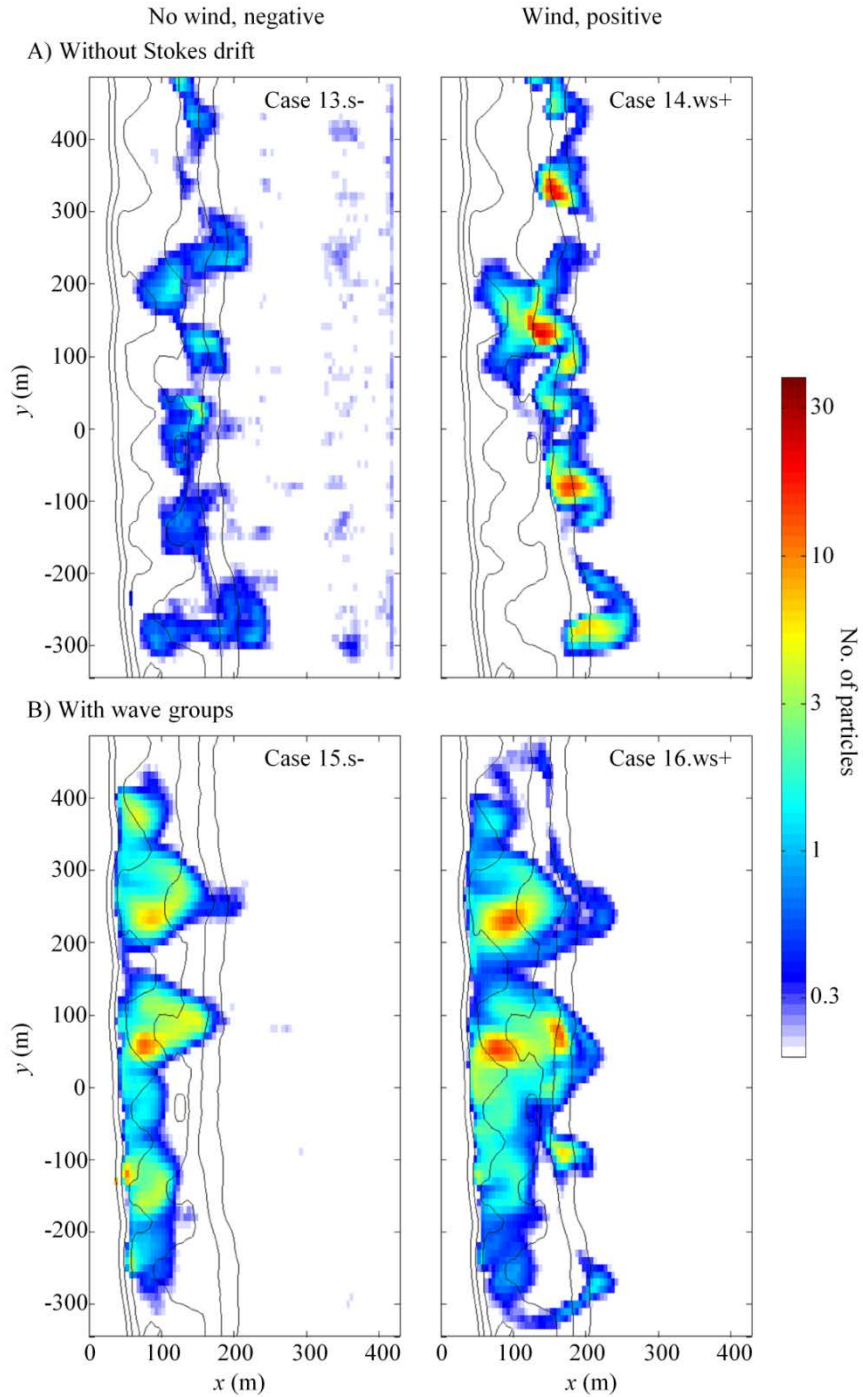 No wind, negative
Wind, positive
A) Without Stokes drift
Case 13.s-
Case 14.ws+
400
300
200
100
0
-100
-200
-300
y (m)
B) With wave groups
Case 15.s-
Case 16.ws+
400
300
200
100
0
-100
-200
-300
y (m)
0 100 200 300 400
0 100 200 300 400
x (m)
x (m)
30
10
3
1
0.3
No. of particles